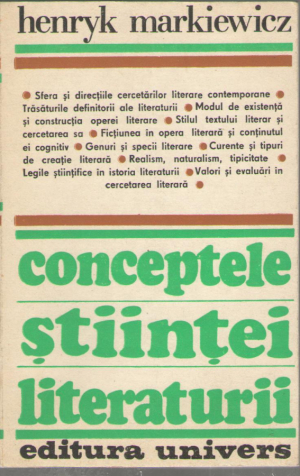 henryk markiewicz
● Sfera și direcțiile cercetărilor literare contemporane ●
Trăsăturile definitorii ale literaturii ● Modul de existență
și construcția operei literare ● Stilul textului literar și
cercetarea sa ● Ficțiunea în opera literară și conținutul
ei cognitiv ● Genuri și specii literare ● Curente și tipuri
de creație literară ● Realism, naturalism, tipicitate ●
Legile științifice în istoria literaturii ● Valori și evaluări în
cercetarea literară ●
conceptele
științei
literaturii
editura univers